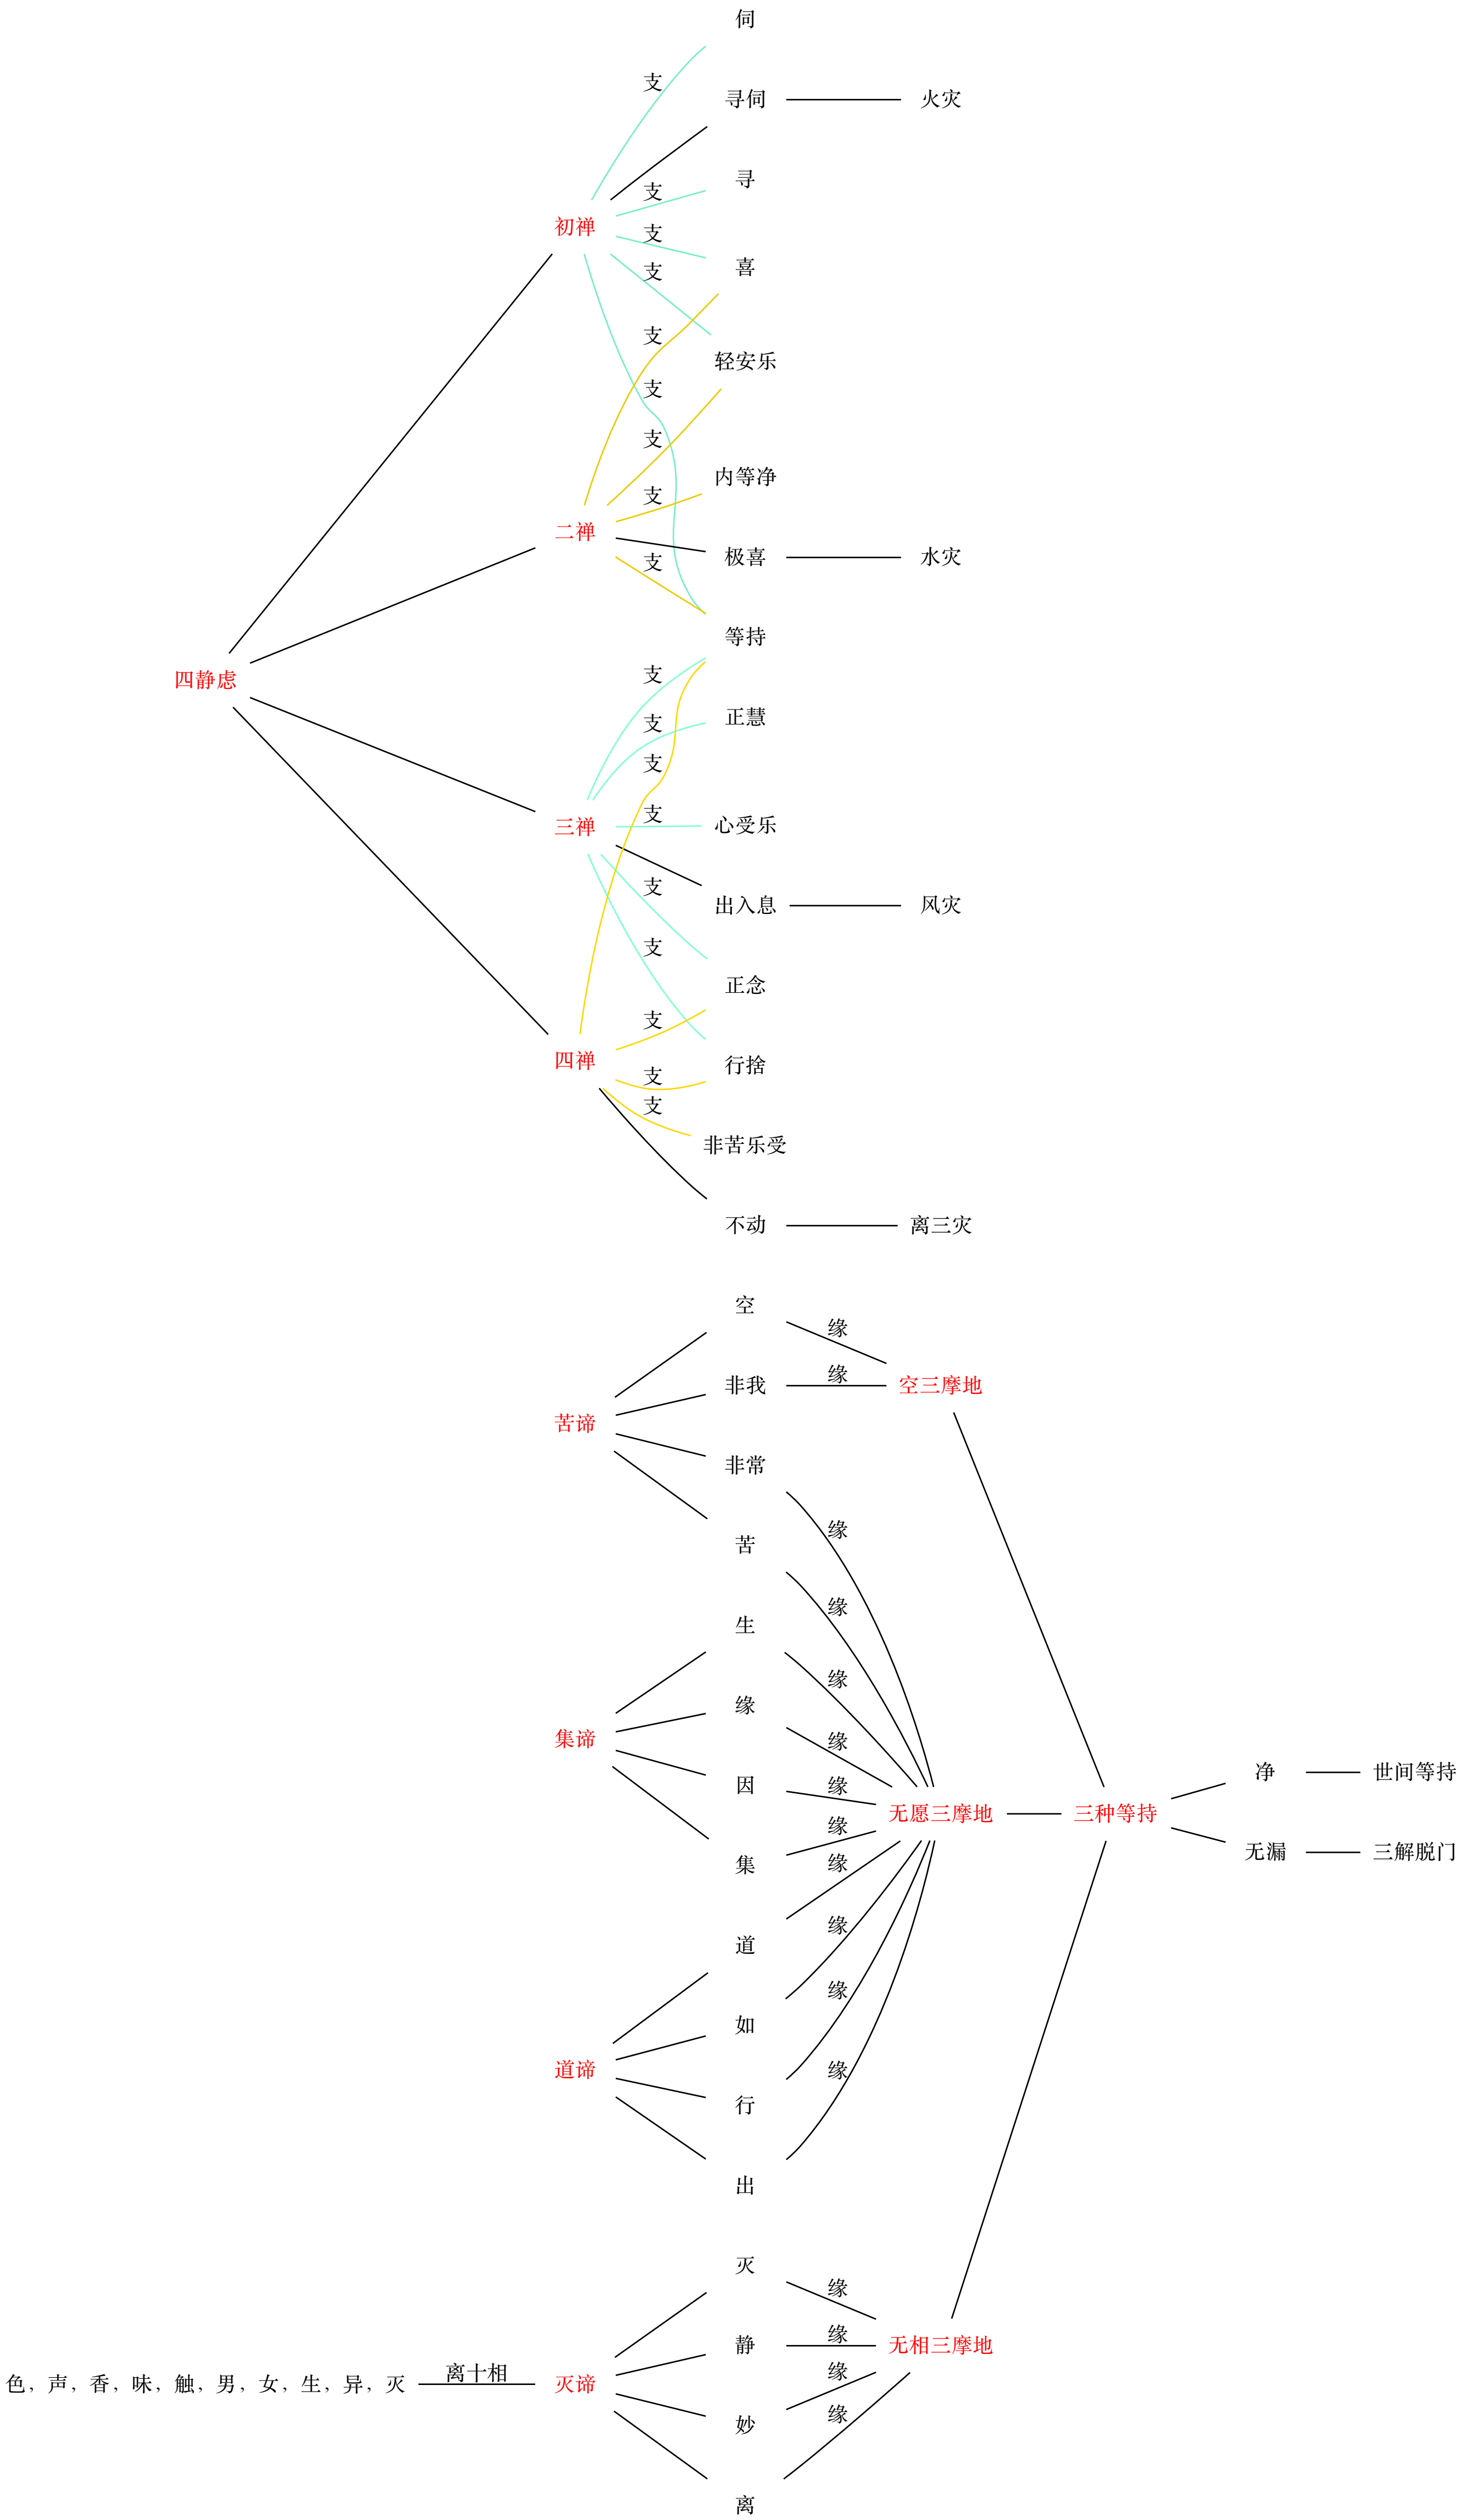 伺
支
寻伺
火灾
寻
支
初禅
支
喜
支
支
轻安乐
支
支
内等净
支
二禅
极喜
水灾
支
等持
支
四静虑
正慧
支
支
支
心受乐
三禅
支
出入息
风灾
支
正念
支
四禅
行捨
支
支
非苦乐受
不动
离三灾
空
缘
缘
非我
空三摩地
苦谛
非常
缘
苦
缘
生
缘
缘
集谛
缘
净
世间等持
因
缘
无愿三摩地
三种等持
缘
无漏
三解脱门
集
缘
缘
道
缘
如
道谛
缘
行
出
灭
缘
缘
静
无相三摩地
缘
离十相
色, 声, 香, 味, 触, 男, 女, 生, 异, 灭
灭谛
缘
妙
离